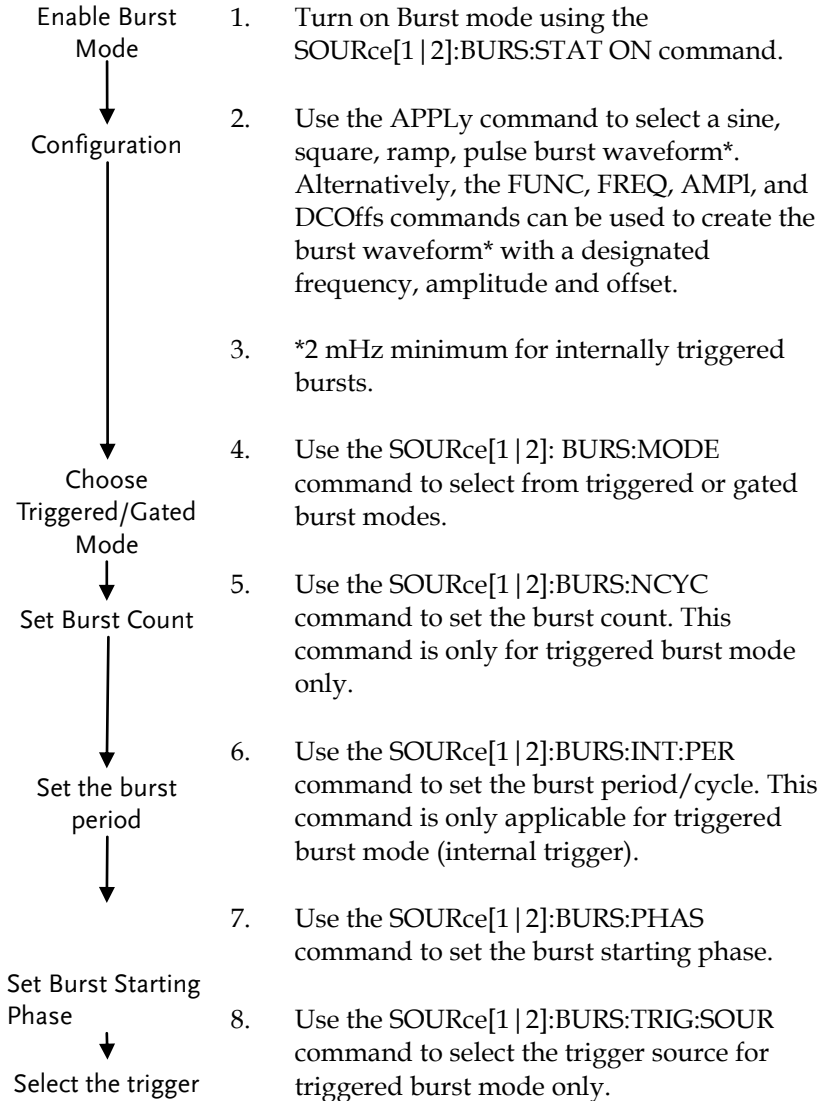 Enable Burst
Mode
1. Turn on Burst mode using the
SOURce[1|2]:BURS:STAT ON command.
Configuration
2. Use the APPLy command to select a sine,
square, ramp, pulse burst waveform*.
Alternatively, the FUNC, FREQ, AMPl, and
DCOffs commands can be used to create the
burst waveform* with a designated
frequency, amplitude and offset.
3. *2 mHz minimum for internally triggered
bursts.
Choose
Triggered/Gated
Mode
4. Use the SOURce[1|2]: BURS:MODE
command to select from triggered or gated
burst modes.
Set Burst Count
5. Use the SOURce[1|2]:BURS:NCYC
command to set the burst count. This
command is only for triggered burst mode
only.
Set the burst
period
6. Use the SOURce[1|2]:BURS:INT:PER
command to set the burst period/cycle. This
command is only applicable for triggered
burst mode (internal trigger).
Set Burst Starting
Phase
7. Use the SOURce[1|2]:BURS:PHAS
command to set the burst starting phase.
Select the trigger
8. Use the SOURce[1|2]:BURS:TRIG:SOUR
command to select the trigger source for
triggered burst mode only.